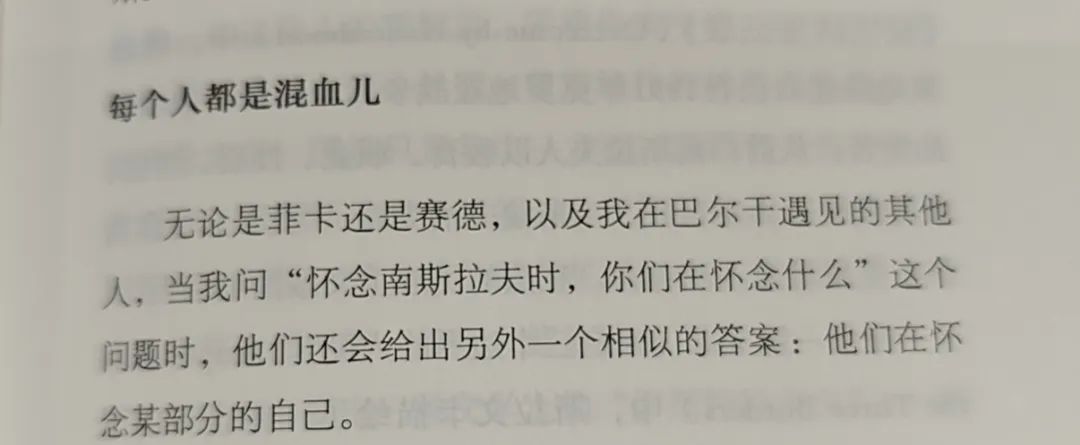 每个人都是混血儿
无论是菲卡还是赛德，以及我在巴尔干遇见的其他
人，当我问“怀念南斯拉夫时，你们在怀念什么”这个
问题时，他们还会给出另外一个相似的答案：他们在怀
念某部分的自己。